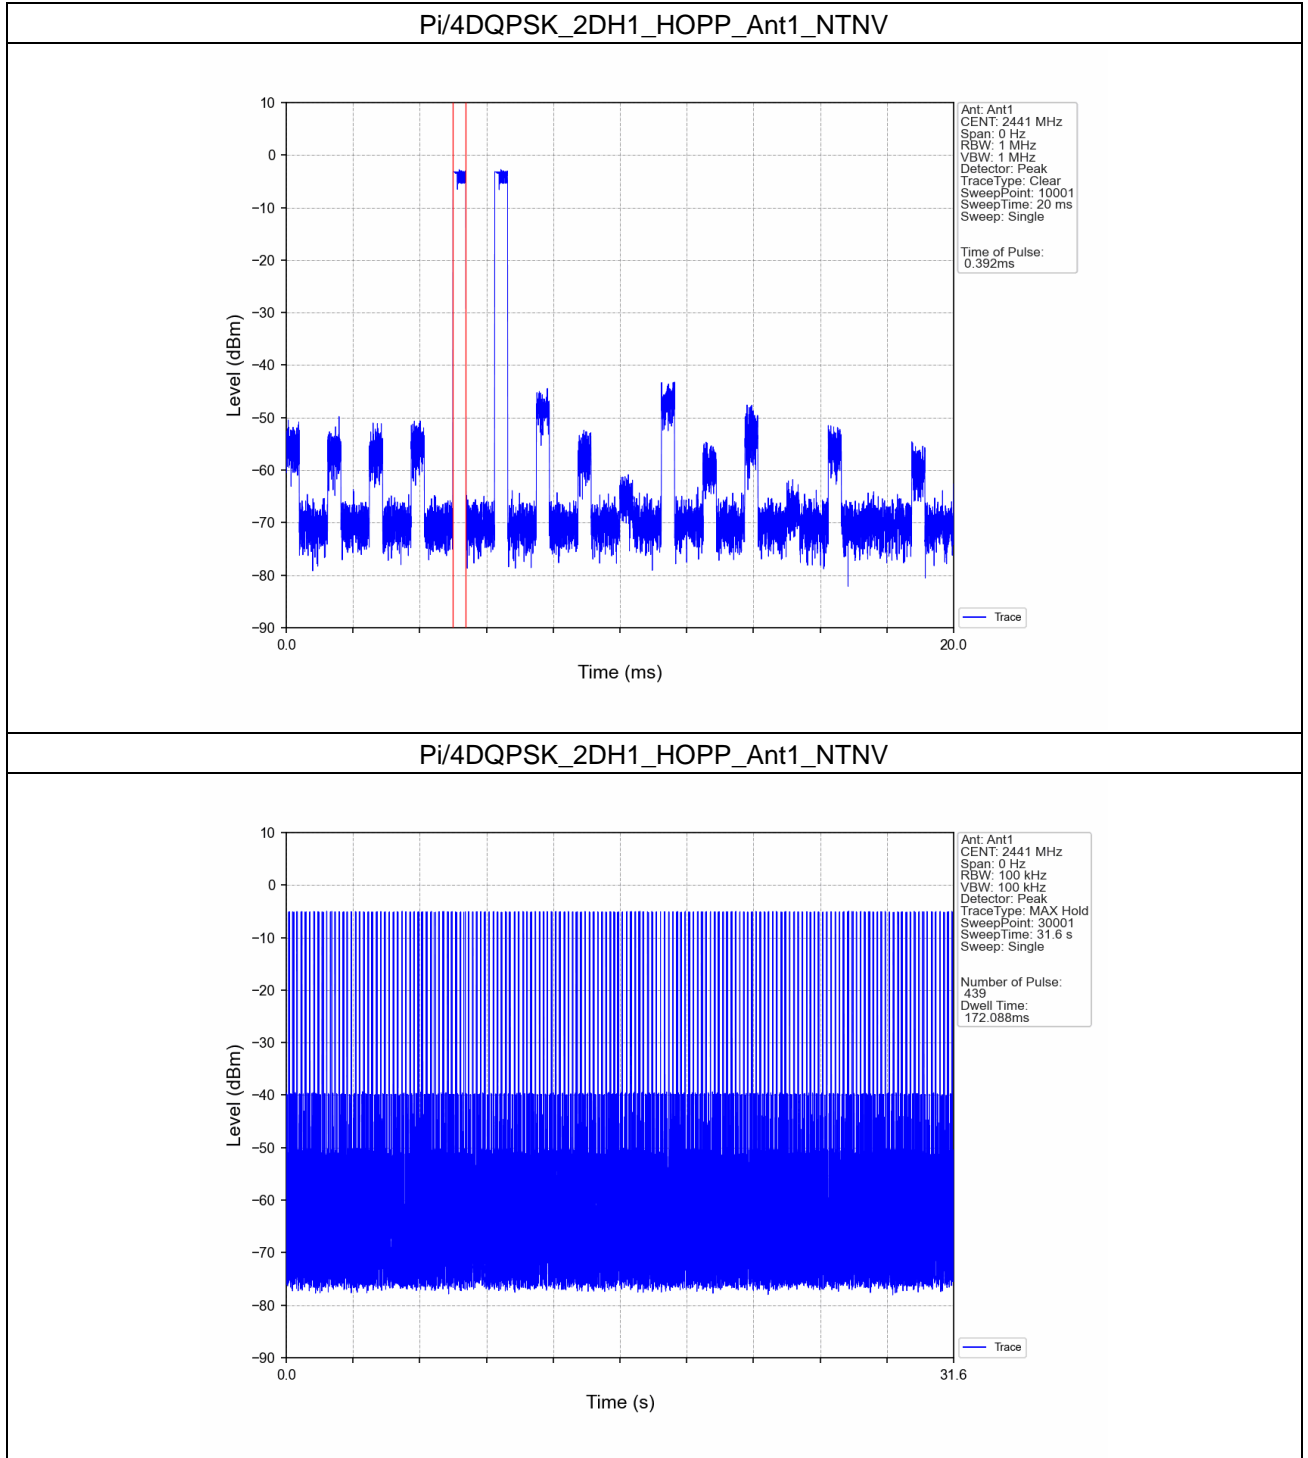 Pi/4DQPSK_2DH1_HOPP_Ant1_NTNV
10
0
−10
−20
−30
−40
−50
−60
−70
−80
−90
Level (dBm)
0.0
20.0
Time (ms)
Ant: Ant1
CENT: 2441 MHz
Span: 0 Hz
RBW: 1 MHz
VBW: 1 MHz
Detector: Peak
TraceType: Clear
SweepPoint: 10001
SweepTime: 20 ms
Sweep: Single
Time of Pulse:
0.392ms
Trace
Pi/4DQPSK_2DH1_HOPP_Ant1_NTNV
10
0
−10
−20
−30
−40
−50
−60
−70
−80
−90
Level (dBm)
0.0
31.6
Time (s)
Ant: Ant1
CENT: 2441 MHz
Span: 0 Hz
RBW: 100 kHz
VBW: 100 kHz
Detector: Peak
TraceType: MAX Hold
SweepPoint: 30001
SweepTime: 31.6 s
Sweep: Single
Number of Pulse:
439
Dwell Time:
172.088ms
Trace